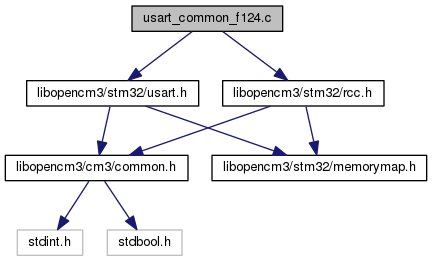 usart_common_f124.c
libopencm3/stm32/usart.h
libopencm3/stm32/rcc.h
libopencm3/cm3/common.h
libopencm3/stm32/memorymap.h
stdint.h
stdbool.h